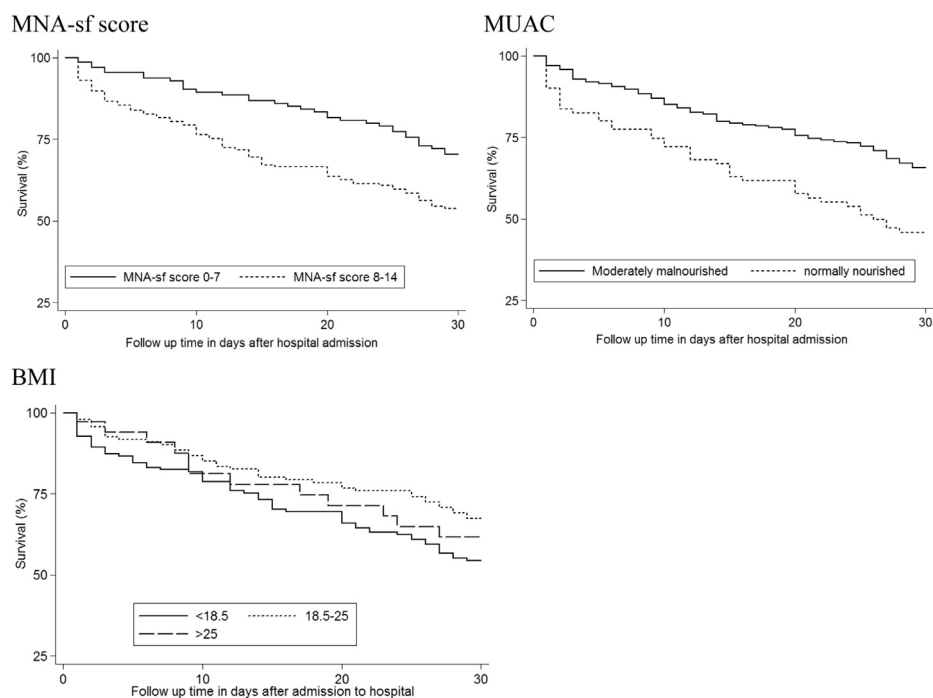 MNA-sf score
100
75
50
25
Survival (%)
MNA-sf score 0-7
MNA-sf score 8-14
0
10
20
30
Follow up time in days after hospital admission
MUAC
100
75
50
25
Survival (%)
Moderately malnourished
normally nourished
0
10
20
30
Follow up time in days after hospital admission
BMI
100
75
50
25
Survival (%)
<18.5
18.5-25
>25
0
10
20
30
Follow up time in days after admission to hospital